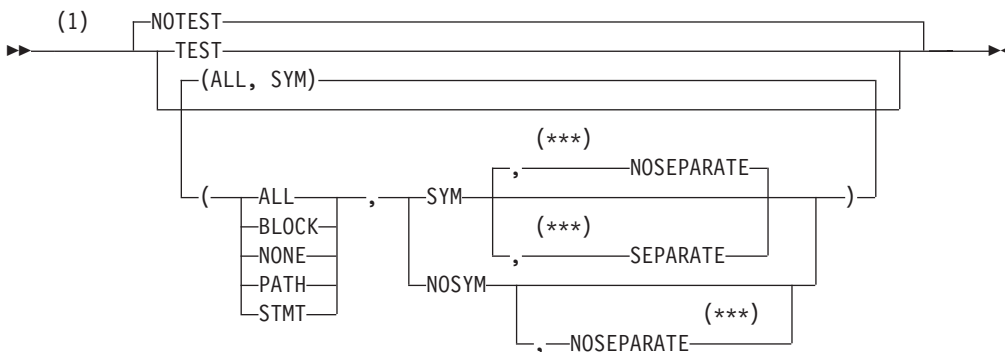 (1)
NOTEST
TEST
(ALL, SYM)
(***)
, NOSEPARATE
( ALL , SYM )
BLOCK (***)
NONE , SEPARATE
PATH NOSYM
STMT (***)
, NOSEPARATE